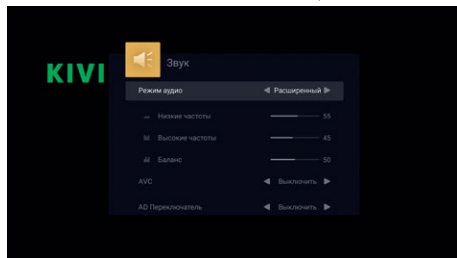 KIVI
Звук
Режим аудио ◀ Расширенный ▶
Низкие частоты 55
Высокие частоты 45
Баланс 50
AVC ◀ Выключить ▶
AD Переключатель ◀ Выключить ▶